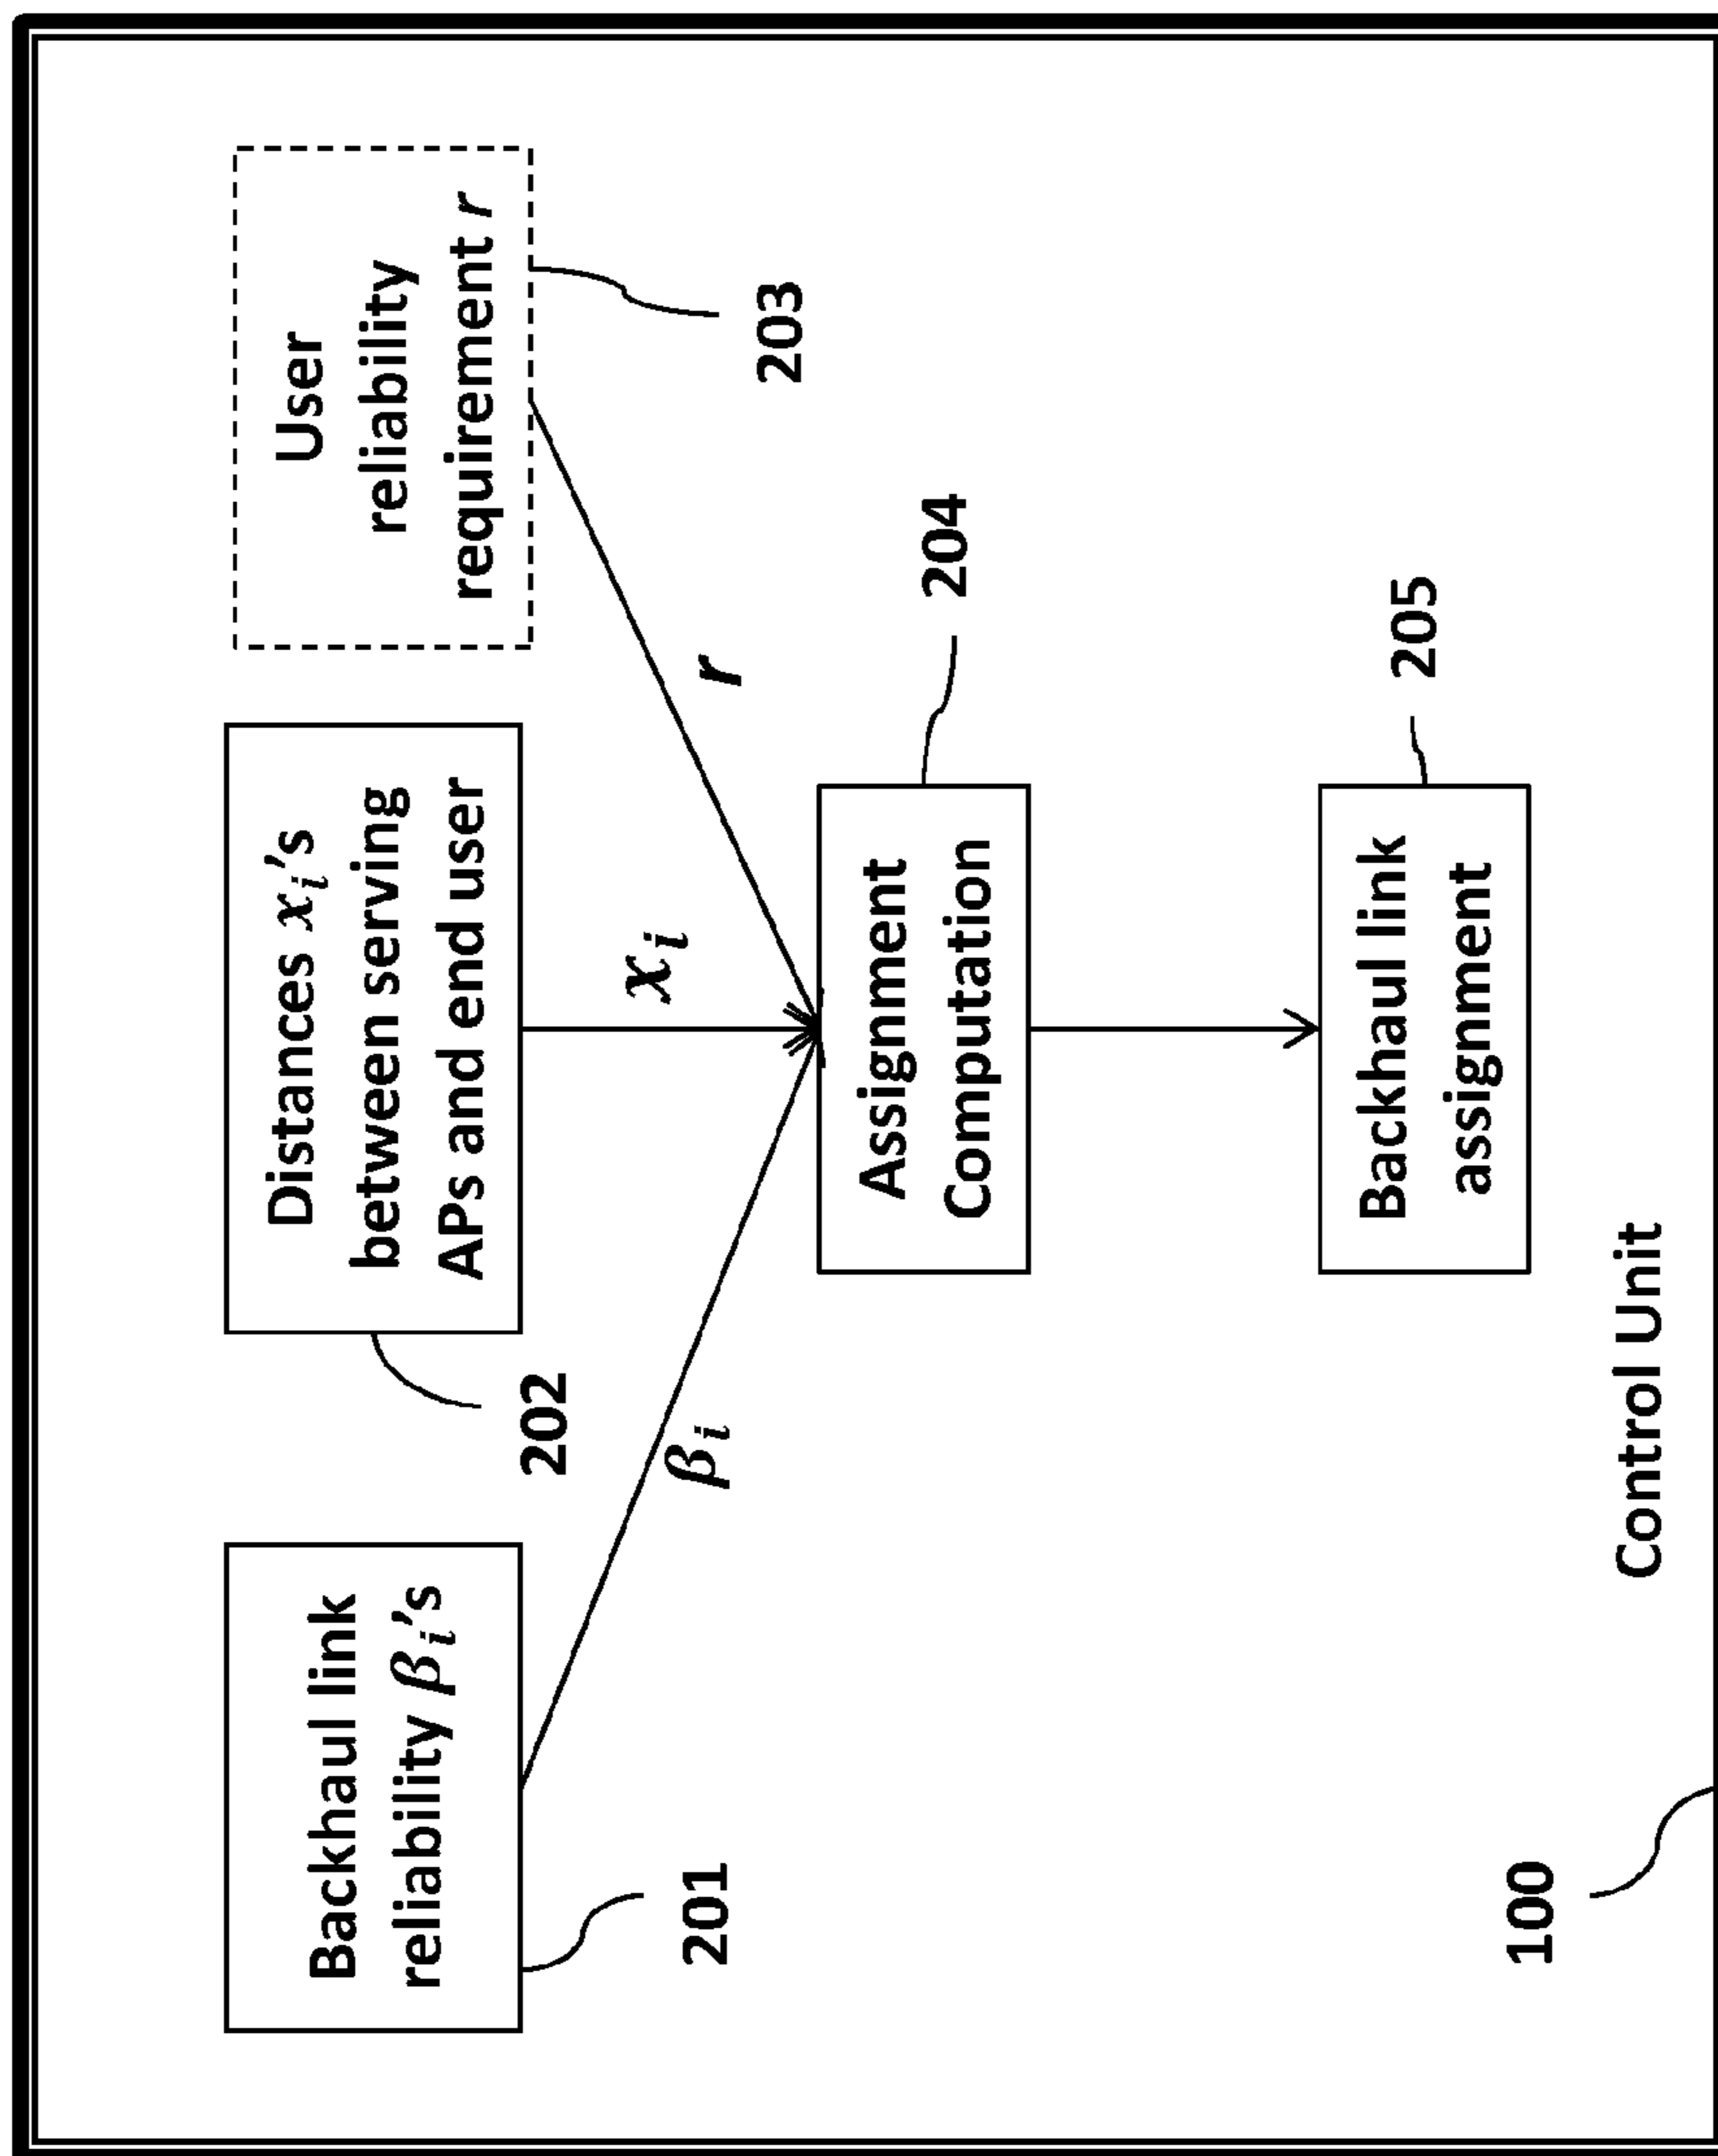 Backhaul link
reliability βᵢ's
201
Distances xᵢ's
between serving
APs and end user
202
User
reliability
requirement r
203
βᵢ
xᵢ
r
Assignment
Computation
204
Backhaul link
assignment
205
Control Unit
100